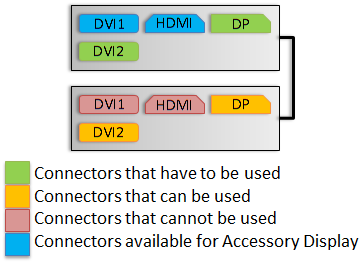 DVI1 HDMI DP
DVI2
DVI1 HDMI DP
DVI2
Connectors that have to be used
Connectors that can be used
Connectors that cannot be used
Connectors available for Accessory Display